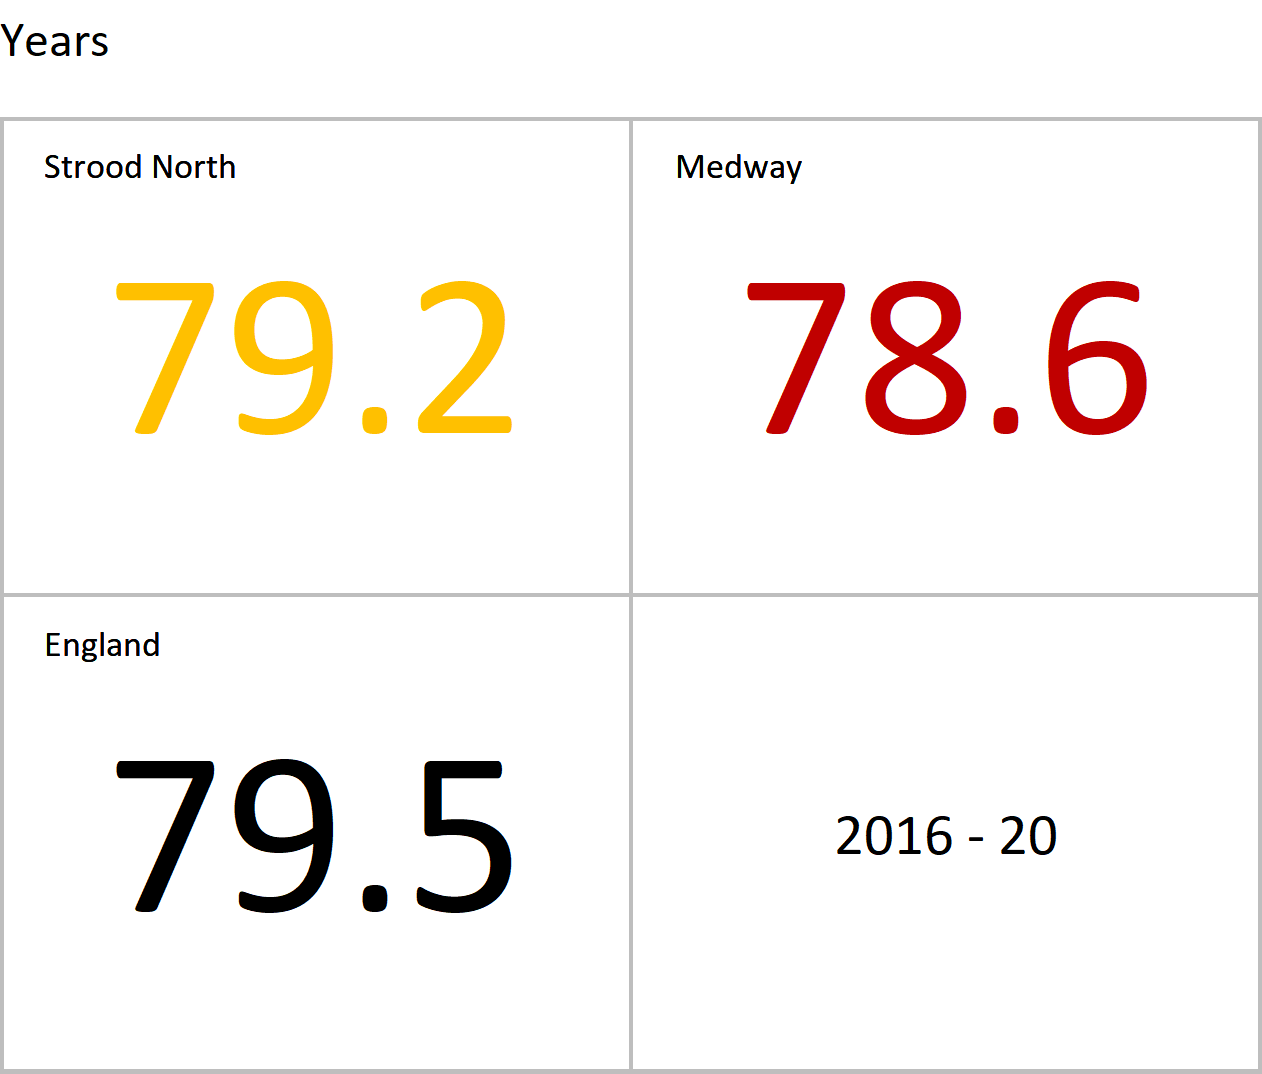 Years
Strood North
79.2
Medway
78.6
England
79.5
2016 - 20